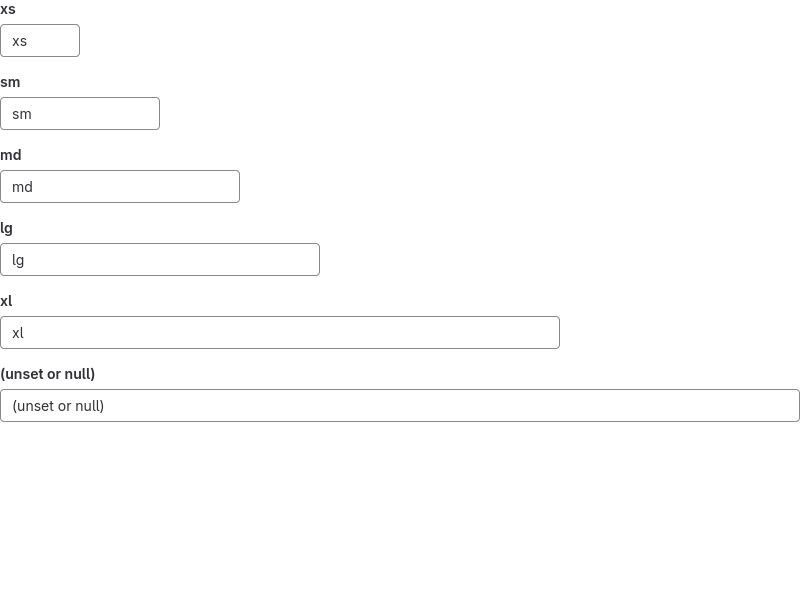 xs
xs
sm
sm
md
md
lg
lg
xl
xl
(unset or null)
(unset or null)